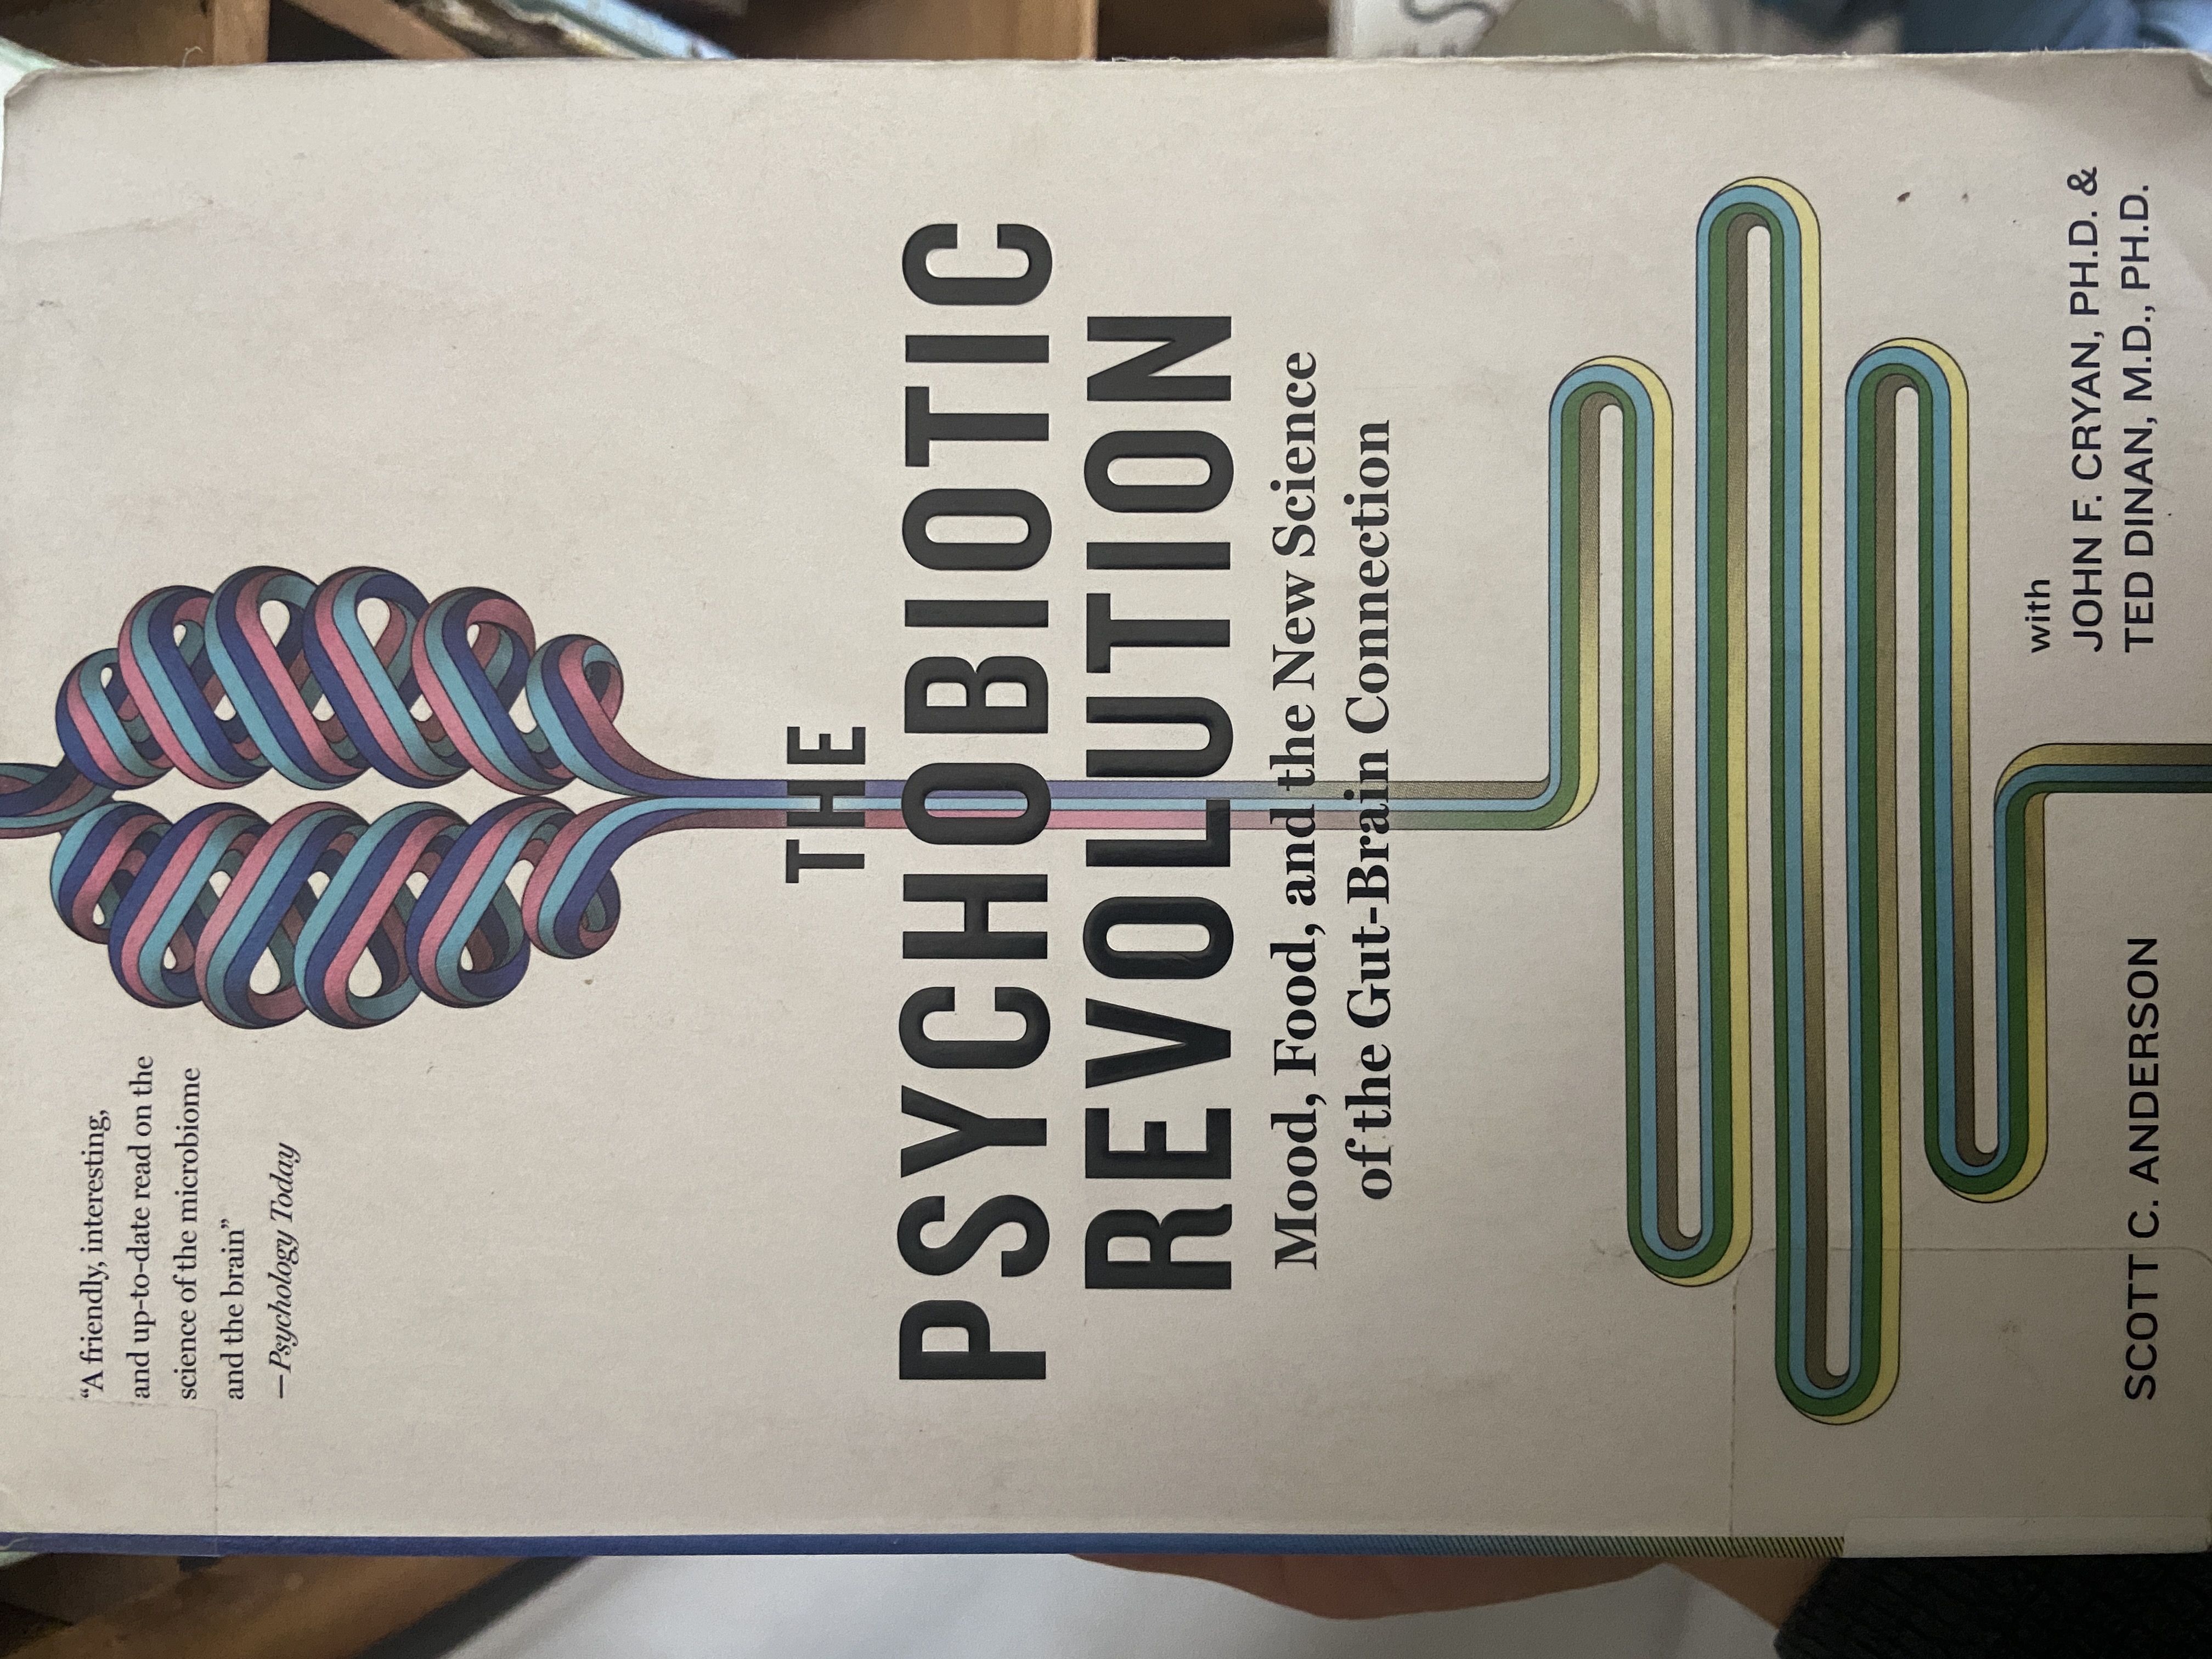 “A friendly, interesting,
and up-to-date read on the
science of the microbiome
and the brain”
—Psychology Today
THE
PSYCHOBIOTIC
REVOLUTION
Mood, Food, and the New Science
of the Gut-Brain Connection
SCOTT C. ANDERSON
with
JOHN F. CRYAN, PH.D. &
TED DINAN, M.D., PH.D.